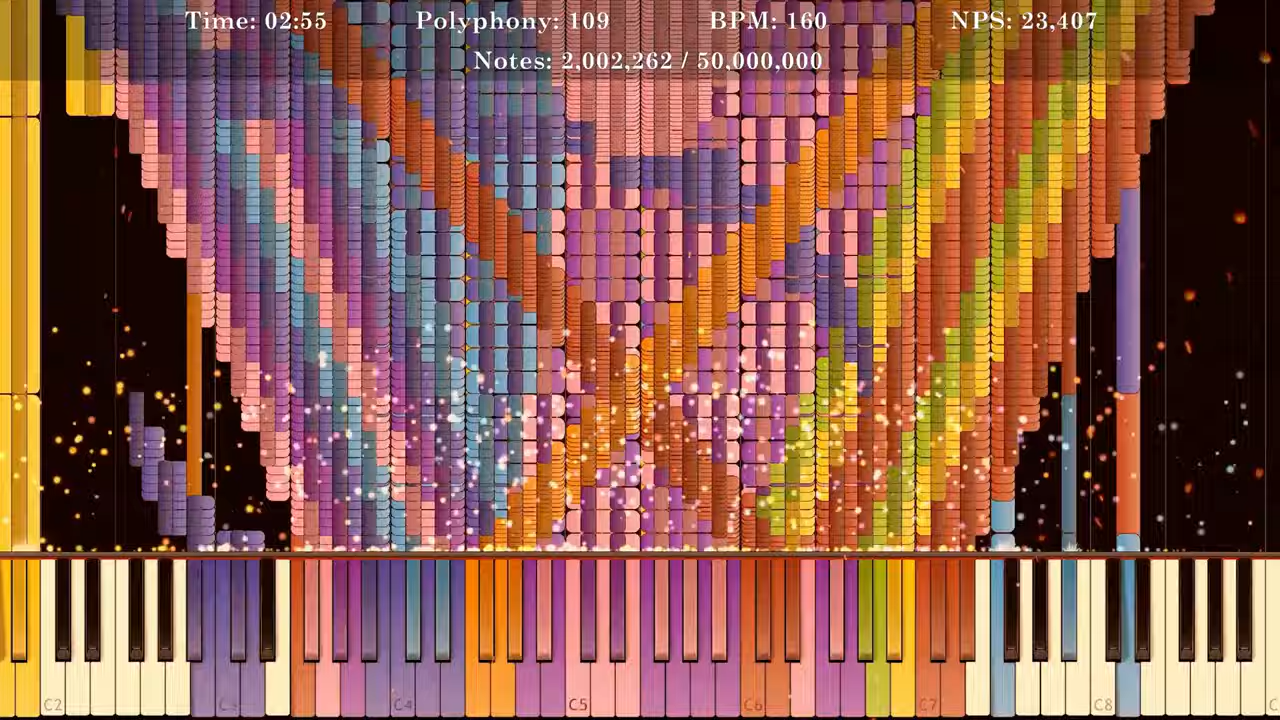 Time: 02:55 Polyphony: 109 BPM: 160 NPS: 23,407
Notes: 2,002,262 / 50,000,000
C2 C3 C4 C5 C6 C7 C8 C